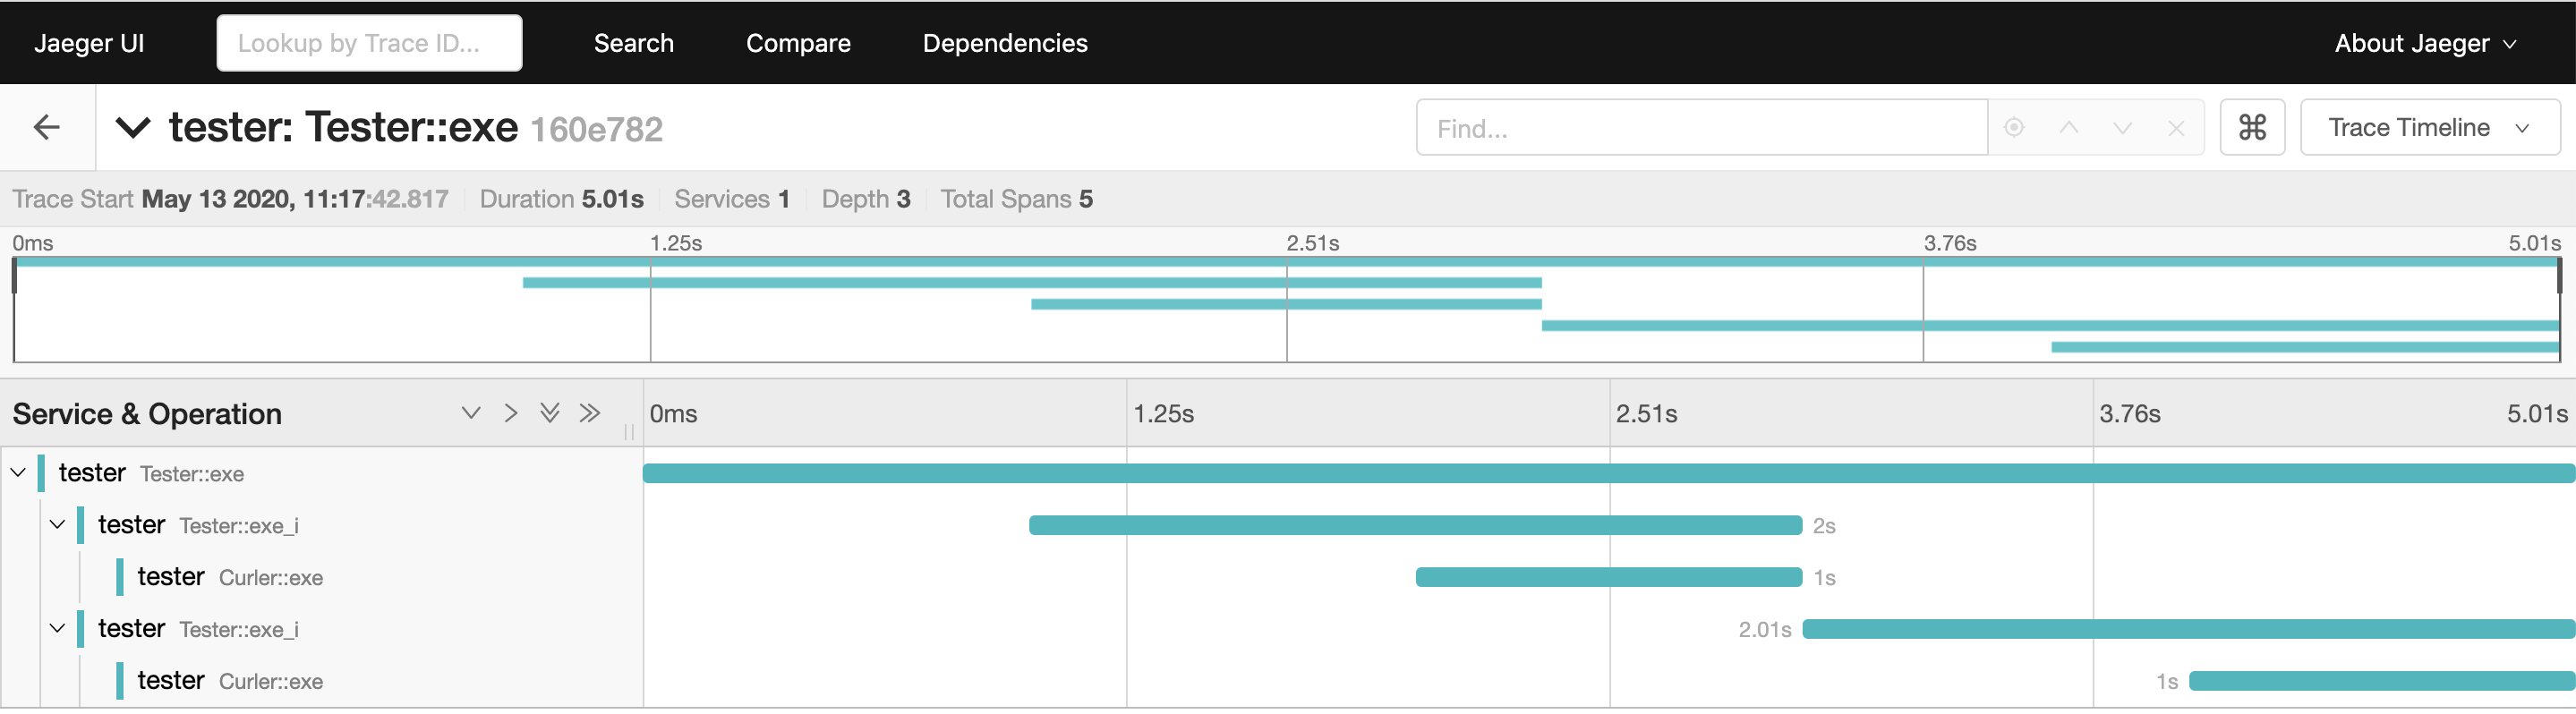 Jaeger UI Lookup by Trace ID... Search Compare Dependencies About Jaeger
tester: Tester::exe 160e782 Find... ⌘ Trace Timeline
Trace Start May 13 2020, 11:17:42.817 Duration 5.01s Services 1 Depth 3 Total Spans 5
0ms 1.25s 2.51s 3.76s 5.01s
Service & Operation 0ms 1.25s 2.51s 3.76s 5.01s
tester Tester::exe
tester Tester::exe_i 2s
tester Curler::exe 1s
tester Tester::exe_i 2.01s
tester Curler::exe 1s